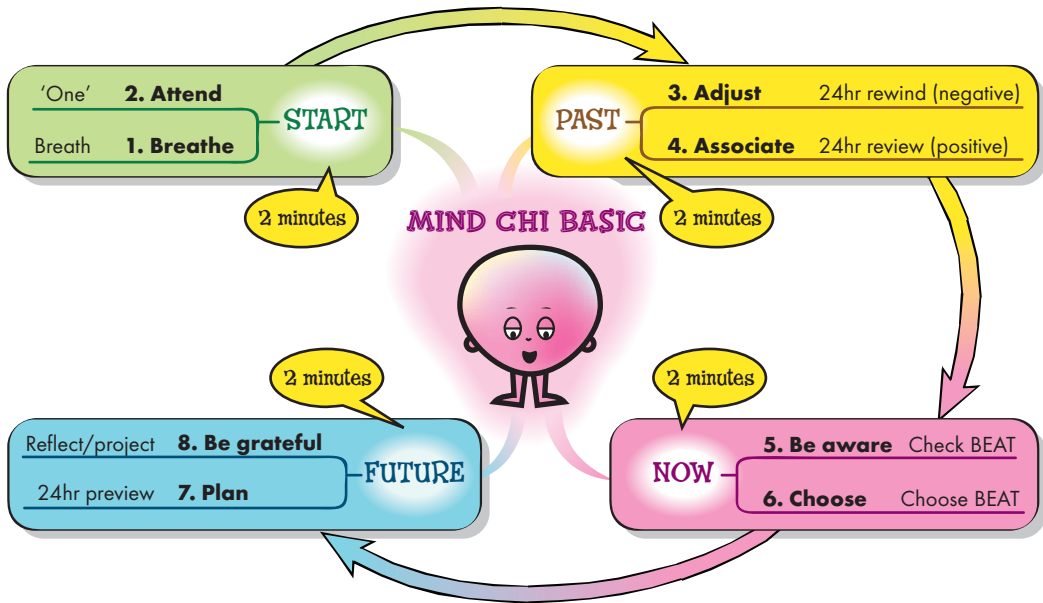 'One' 2. Attend
Breath 1. Breathe
START
2 minutes
PAST
3. Adjust 24hr rewind (negative)
4. Associate 24hr review (positive)
2 minutes
MIND CHI BASIC
2 minutes
Reflect/project 8. Be grateful
24hr preview 7. Plan
FUTURE
2 minutes
NOW
5. Be aware Check BEAT
6. Choose Choose BEAT